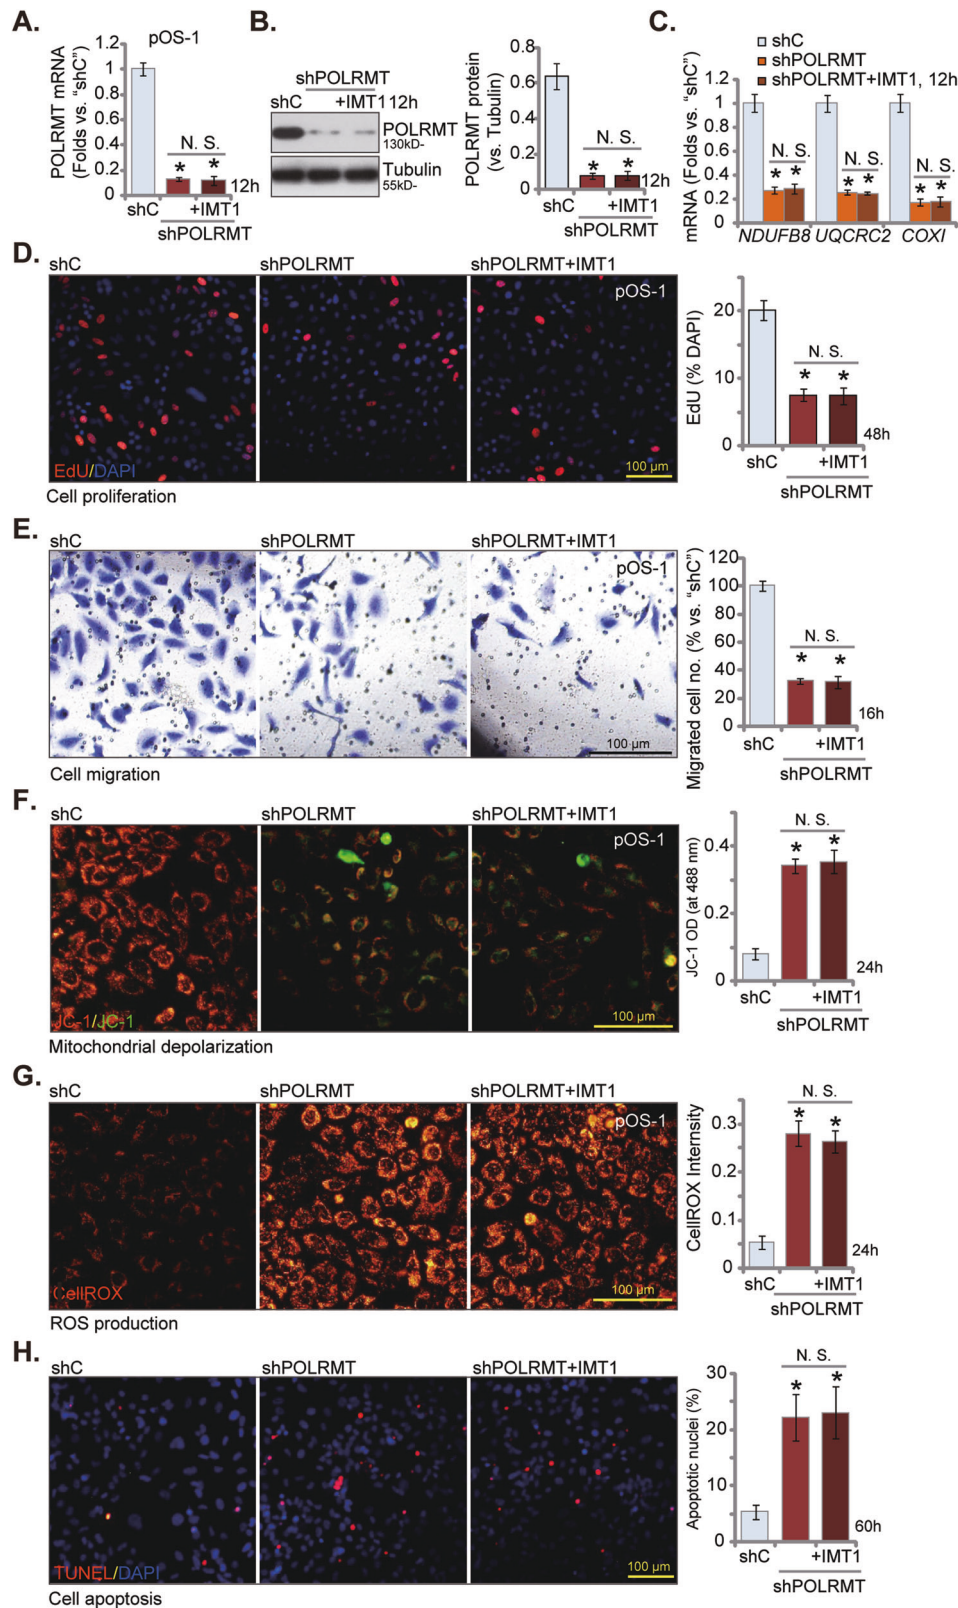 A.
pOS-1
POLRMT mRNA
(Folds vs. “shC”)
1.2
1
0.8
0.6
0.4
0.2
0
N. S.
* *
12h
shC
+IMT1
shPOLRMT
B.
shPOLRMT
shC +IMT1 12h
POLRMT
130kD-
Tubulin
55kD-
POLRMT protein
(vs. Tubulin)
0.8
0.6
0.4
0.2
0
N. S.
* *
12h
shC
+IMT1
shPOLRMT
C.
shC
shPOLRMT
shPOLRMT+IMT1, 12h
mRNA (Folds vs. “shC”)
1.2
1
0.8
0.6
0.4
0.2
0
N. S.
* *
N. S.
* *
N. S.
* *
NDUFB8 UQCRC2 COXI
D.
shC
shPOLRMT
shPOLRMT+IMT1
pOS-1
EdU/DAPI
100 µm
Cell proliferation
EdU (% DAPI)
20
10
0
N. S.
* *
48h
shC
+IMT1
shPOLRMT
E.
shC
shPOLRMT
shPOLRMT+IMT1
pOS-1
100 µm
Cell migration
Migrated cell no. (% vs. “shC”)
120
100
80
60
40
20
0
N. S.
* *
16h
shC
+IMT1
shPOLRMT
F.
shC
shPOLRMT
shPOLRMT+IMT1
pOS-1
JC-1/JC-1
100 µm
Mitochondrial depolarization
JC-1 OD (at 488 nm)
0.4
0.2
0
N. S.
* *
24h
shC
+IMT1
shPOLRMT
G.
shC
shPOLRMT
shPOLRMT+IMT1
pOS-1
CellROX
100 µm
ROS production
CellROX Internsity
0.3
0.2
0.1
0
N. S.
* *
24h
shC
+IMT1
shPOLRMT
H.
shC
shPOLRMT
shPOLRMT+IMT1
TUNEL/DAPI
100 µm
Cell apoptosis
Apoptotic nuclei (%)
30
20
10
0
N. S.
* *
60h
shC
+IMT1
shPOLRMT